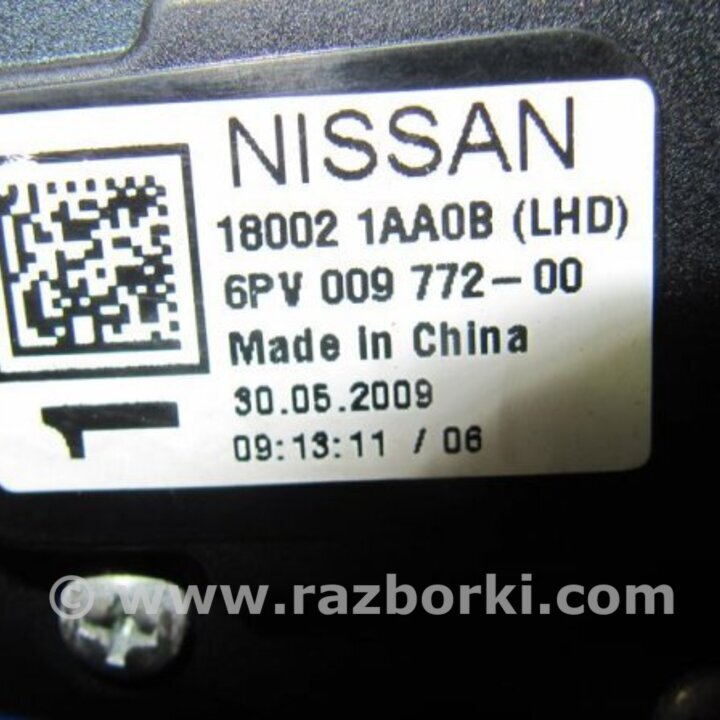 NISSAN
18002 1AA0B (LHD)
6PV 009 772-00
Made in China
30.05.2009
09:13:11 / 06
1
© www.razborki.com